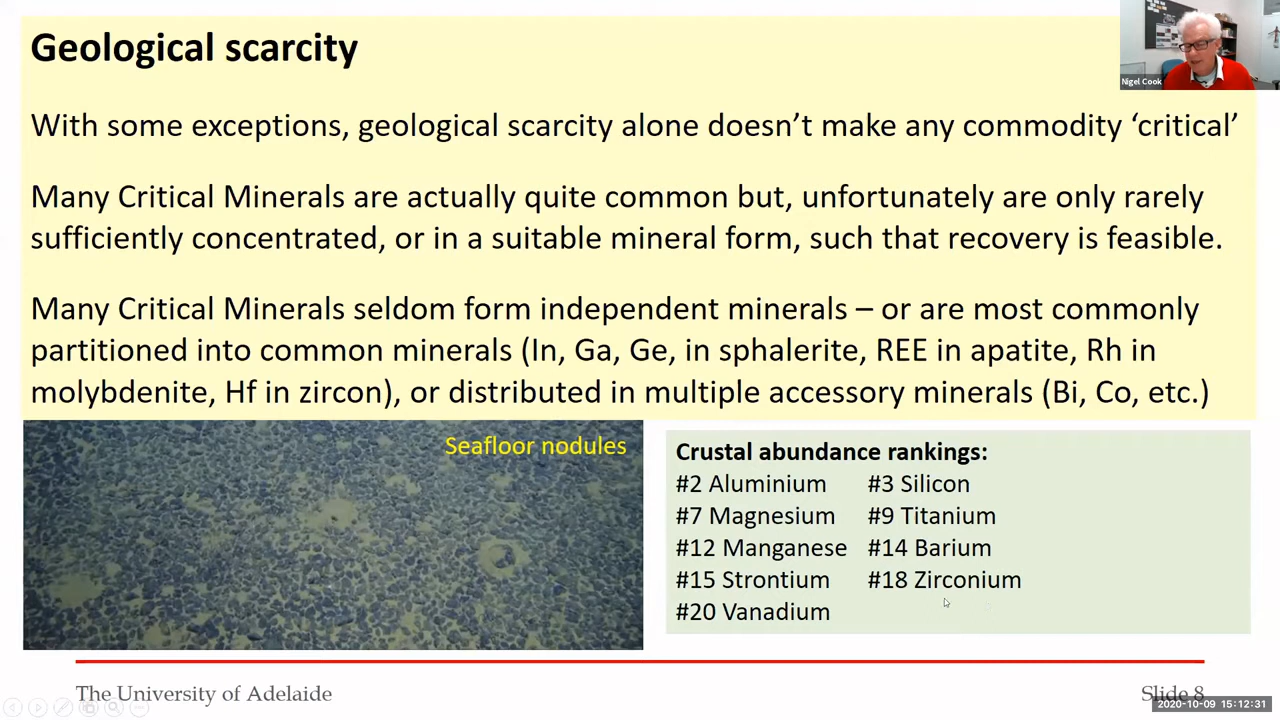 Geological scarcity
With some exceptions, geological scarcity alone doesn’t make any commodity ‘critical’
Many Critical Minerals are actually quite common but, unfortunately are only rarely
sufficiently concentrated, or in a suitable mineral form, such that recovery is feasible.
Many Critical Minerals seldom form independent minerals – or are most commonly
partitioned into common minerals (In, Ga, Ge, in sphalerite, REE in apatite, Rh in
molybdenite, Hf in zircon), or distributed in multiple accessory minerals (Bi, Co, etc.)
Nigel Cook
Seafloor nodules
Crustal abundance rankings:
#2 Aluminium #3 Silicon
#7 Magnesium #9 Titanium
#12 Manganese #14 Barium
#15 Strontium #18 Zirconium
#20 Vanadium
The University of Adelaide
Slide 8
2020-10-09 15:12:31